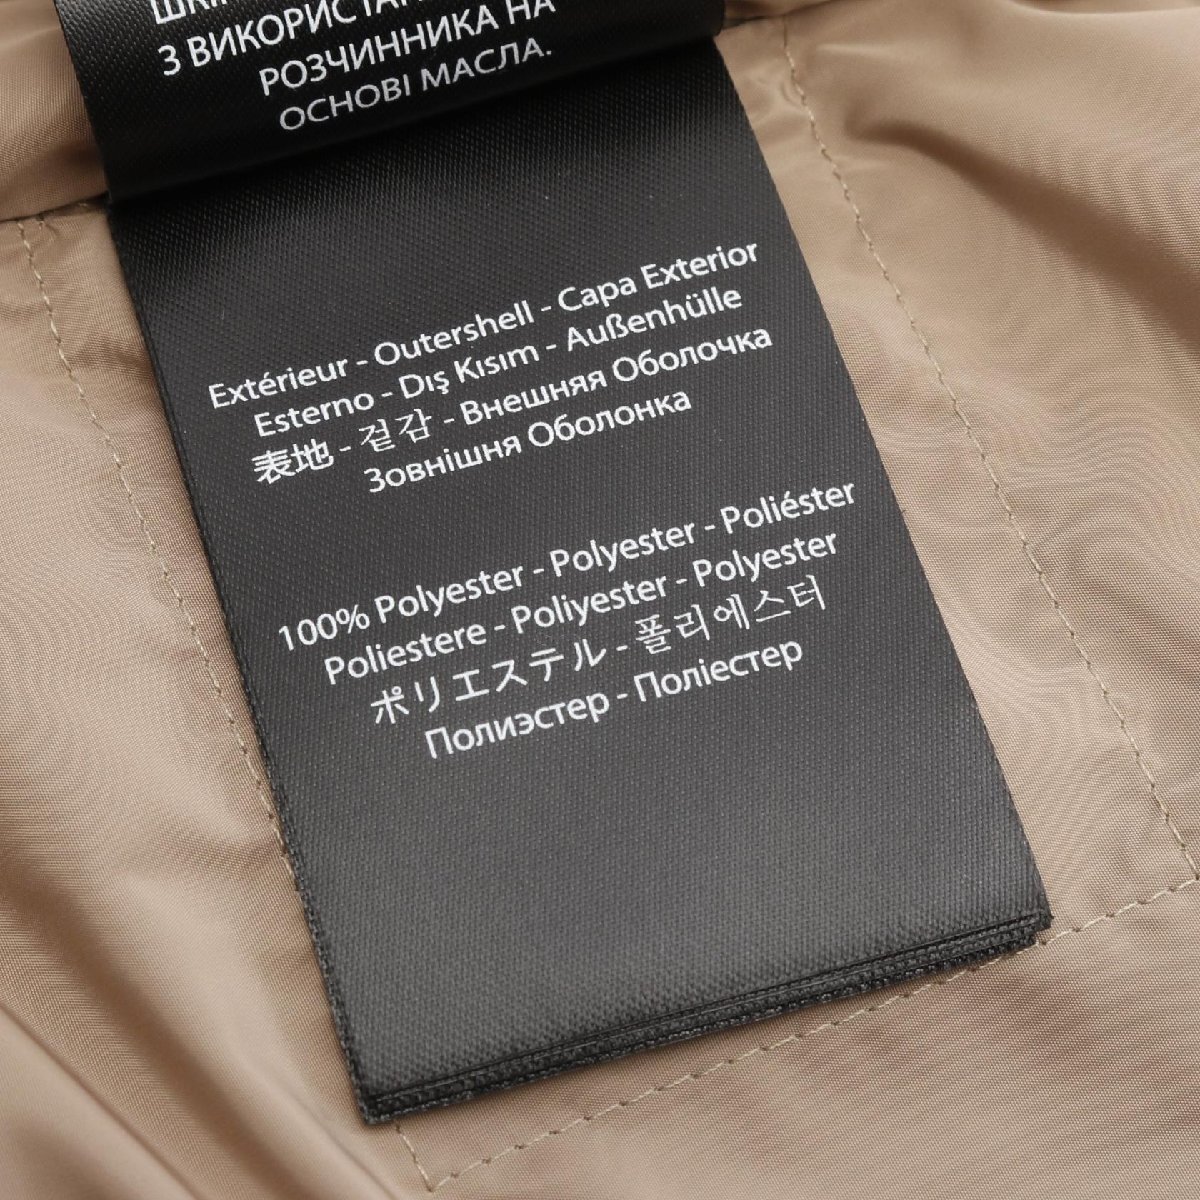 З ВИКОРИСТАН
РОЗЧИННИКА НА
ОСНОВІ МАСЛА.
Extérieur - Outershell - Capa Exterior
Esterno - Dış Kısım - Außenhülle
表地 - 겉감 - Внешняя Оболочка
Зовнішня Оболонка
100% Polyester - Polyester - Poliéster
Poliestere - Poliyester - Polyester
ポリエステル - 폴리에스터
Полиэстер - Поліестер